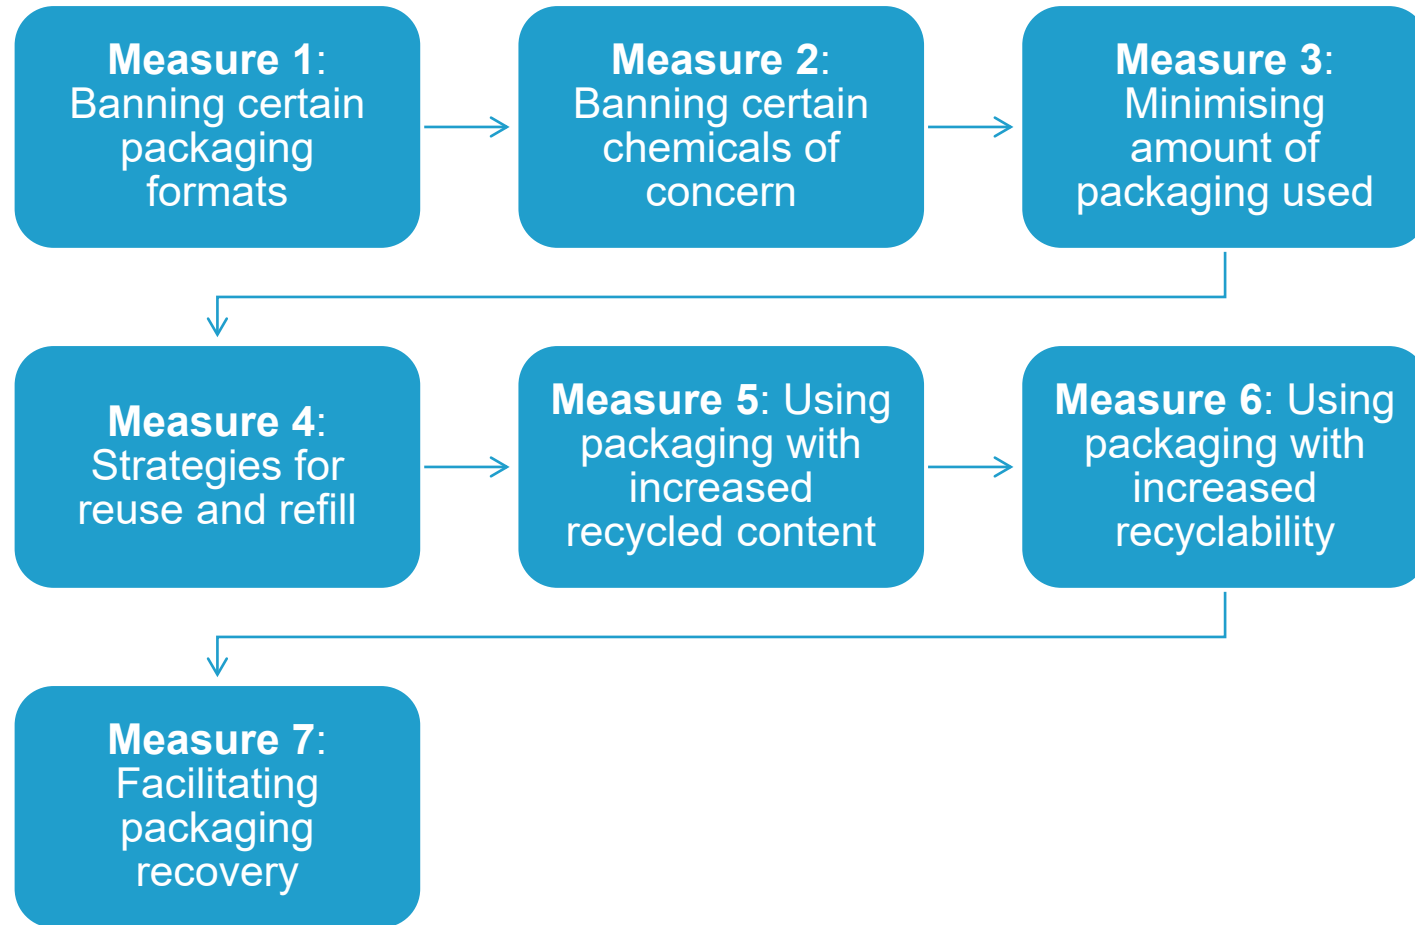 Measure 1:
Banning certain
packaging
formats
Measure 2:
Banning certain
chemicals of
concern
Measure 3:
Minimising
amount of
packaging used
Measure 4:
Strategies for
reuse and refill
Measure 5: Using
packaging with
increased
recycled content
Measure 6: Using
packaging with
increased
recyclability
Measure 7:
Facilitating
packaging
recovery